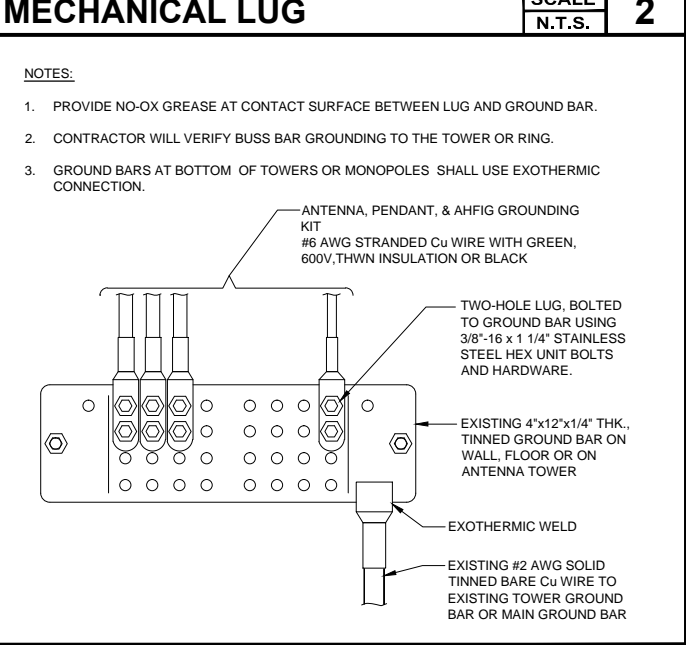 MECHANICAL LUG
SCALE
N.T.S.
2
NOTES:
1. PROVIDE NO-OX GREASE AT CONTACT SURFACE BETWEEN LUG AND GROUND BAR.
2. CONTRACTOR WILL VERIFY BUSS BAR GROUNDING TO THE TOWER OR RING.
3. GROUND BARS AT BOTTOM OF TOWERS OR MONOPOLES SHALL USE EXOTHERMIC
CONNECTION.
ANTENNA, PENDANT, & AHFIG GROUNDING
KIT
#6 AWG STRANDED Cu WIRE WITH GREEN,
600V,THWN INSULATION OR BLACK
TWO-HOLE LUG, BOLTED
TO GROUND BAR USING
3/8"-16 x 1 1/4" STAINLESS
STEEL HEX UNIT BOLTS
AND HARDWARE.
EXISTING 4"x12"x1/4" THK.,
TINNED GROUND BAR ON
WALL, FLOOR OR ON
ANTENNA TOWER
EXOTHERMIC WELD
EXISTING #2 AWG SOLID
TINNED BARE Cu WIRE TO
EXISTING TOWER GROUND
BAR OR MAIN GROUND BAR